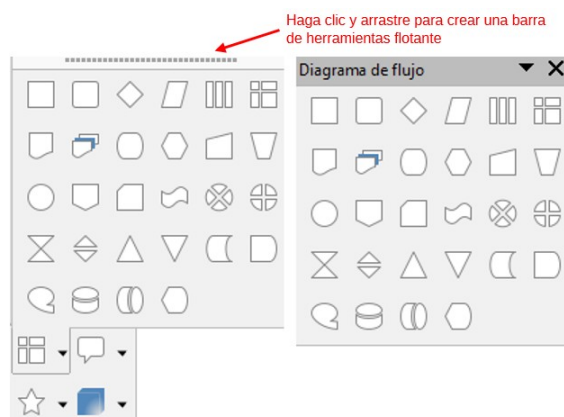 Haga clic y arrastre para crear una barra
de herramientas flotante
Diagrama de flujo